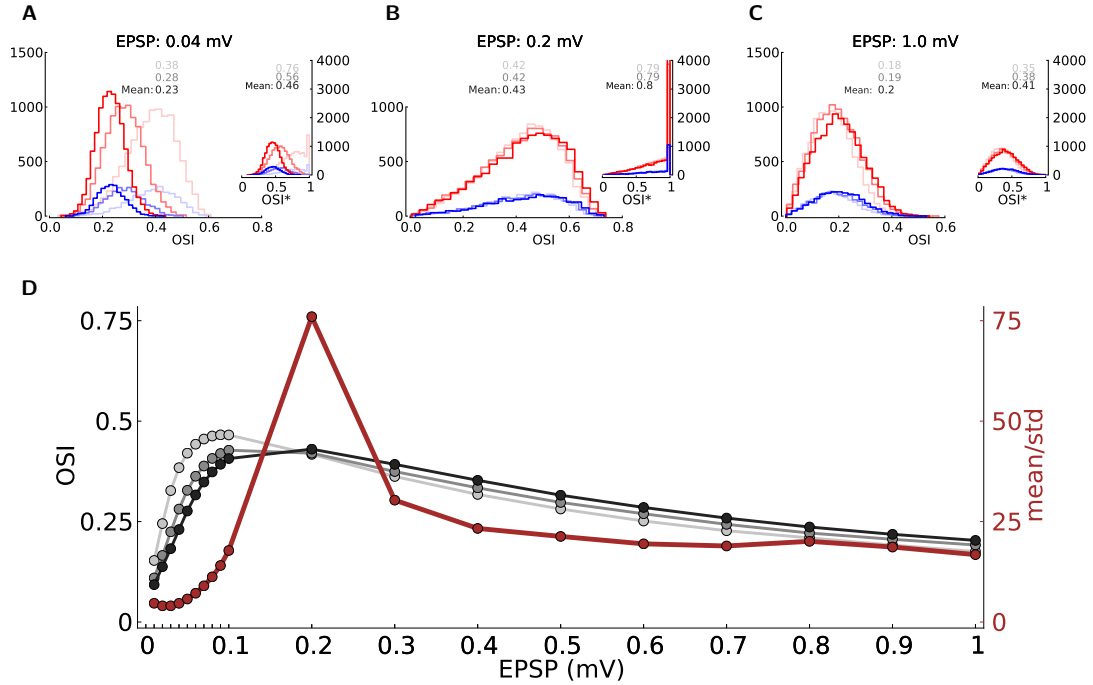 A
EPSP: 0.04 mV
1500
1000
500
0
0.38
0.28
Mean: 0.23
0.0 0.2 0.4 0.6 0.8
OSI
0.76
0.56
Mean: 0.46
4000
3000
2000
1000
0
0 0.5 1
OSI*
B
EPSP: 0.2 mV
1000
500
0
0.42
0.42
Mean: 0.43
0.0 0.2 0.4 0.6 0.8
OSI
0.79
0.79
Mean: 0.8
4000
3000
2000
1000
0
0 0.5 1
OSI*
C
EPSP: 1.0 mV
1500
1000
500
0
0.18
0.19
Mean: 0.2
0.0 0.2 0.4 0.6
OSI
0.35
0.38
Mean: 0.41
4000
3000
2000
1000
0
0 0.5 1
OSI*
D
OSI
0.75
0.5
0.25
0
75
50
25
0
mean/std
0 0.1 0.2 0.3 0.4 0.5 0.6 0.7 0.8 0.9 1
EPSP (mV)